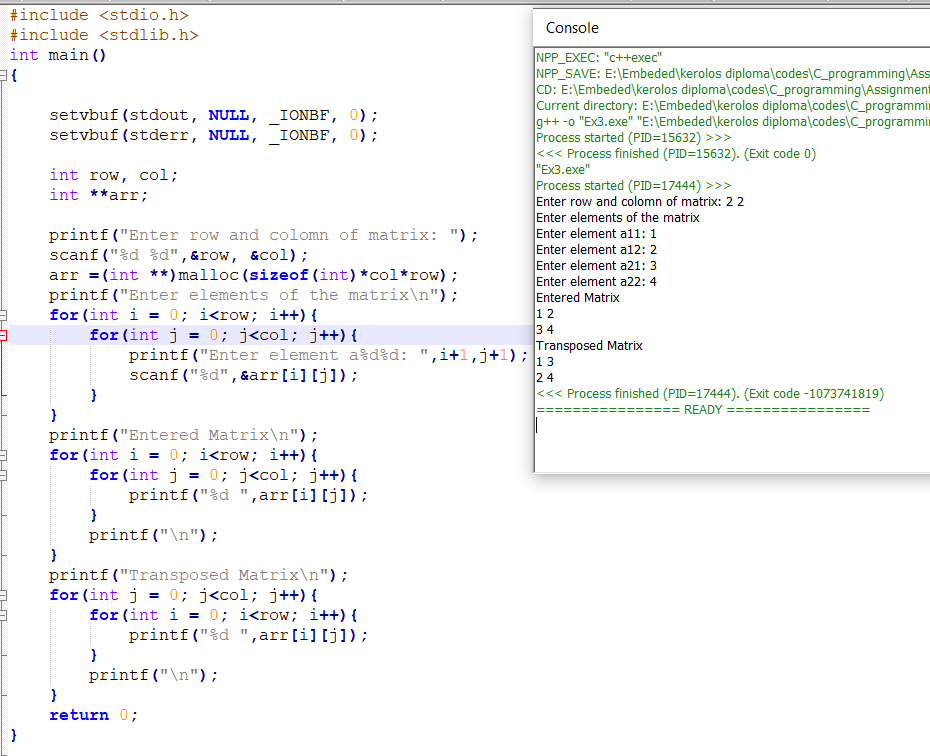 #include <stdio.h>
#include <stdlib.h>
int main()
{
setvbuf(stdout, NULL, _IONBF, 0);
setvbuf(stderr, NULL, _IONBF, 0);
int row, col;
int **arr;
printf("Enter row and colomn of matrix: ");
scanf("%d %d",&row, &col);
arr =(int **)malloc(sizeof(int)*col*row);
printf("Enter elements of the matrix\n");
for(int i = 0; i<row; i++){
for(int j = 0; j<col; j++){
printf("Enter element a%d%d: ",i+1,j+1);
scanf("%d",&arr[i][j]);
}
}
printf("Entered Matrix\n");
for(int i = 0; i<row; i++){
for(int j = 0; j<col; j++){
printf("%d ",arr[i][j]);
}
printf("\n");
}
printf("Transposed Matrix\n");
for(int j = 0; j<col; j++){
for(int i = 0; i<row; i++){
printf("%d ",arr[i][j]);
}
printf("\n");
}
return 0;
}
Console
NPP_EXEC: "c++exec"
NPP_SAVE: E:\Embeded\kerolos diploma\codes\C_programming\Ass
CD: E:\Embeded\kerolos diploma\codes\C_programming\Assignment
Current directory: E:\Embeded\kerolos diploma\codes\C_programmi
g++ -o "Ex3.exe" "E:\Embeded\kerolos diploma\codes\C_programmi
Process started (PID=15632) >>>
<<< Process finished (PID=15632). (Exit code 0)
"Ex3.exe"
Process started (PID=17444) >>>
Enter row and colomn of matrix: 2 2
Enter elements of the matrix
Enter element a11: 1
Enter element a12: 2
Enter element a21: 3
Enter element a22: 4
Entered Matrix
1 2
3 4
Transposed Matrix
1 3
2 4
<<< Process finished (PID=17444). (Exit code -1073741819)
================ READY ================